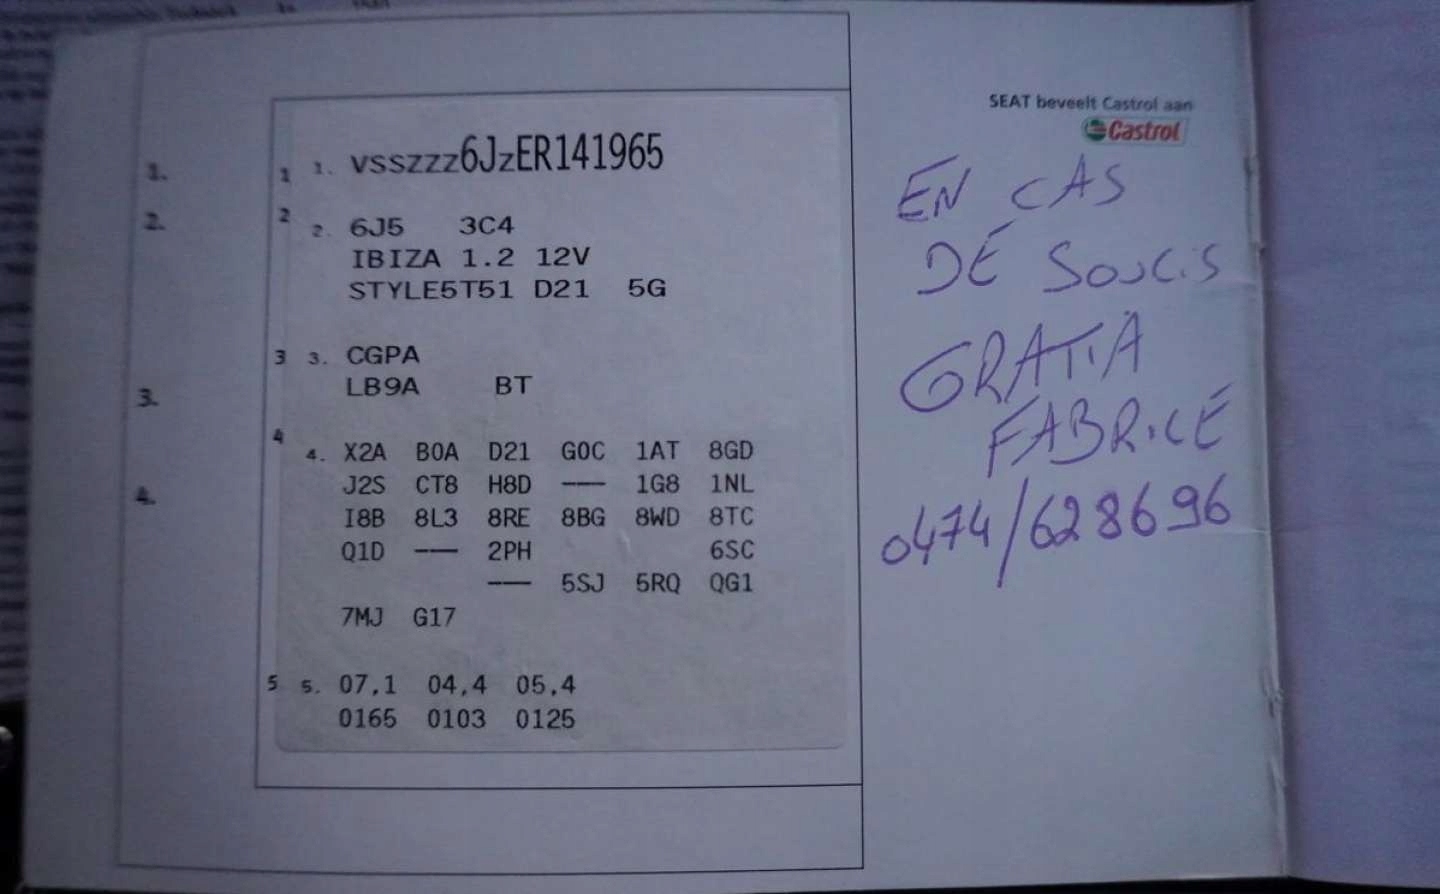 1.
2.
3.
4.
1 1. VSSZZZ6JZER141965
2 2. 6J5 3C4
IBIZA 1.2 12V
STYLE5T51 D21 5G
3 3. CGPA
LB9A BT
4 4. X2A B0A D21 G0C 1AT 8GD
J2S CT8 H8D --- 1G8 1NL
I8B 8L3 8RE 8BG 8WD 8TC
Q1D --- 2PH 6SC
--- 5SJ 5RQ QG1
7MJ G17
5 5. 07,1 04,4 05,4
0165 0103 0125
SEAT beveelt Castrol aan
Castrol
EN CAS
DE SOUCIS
GRATIA
FABRICE
0474/628696